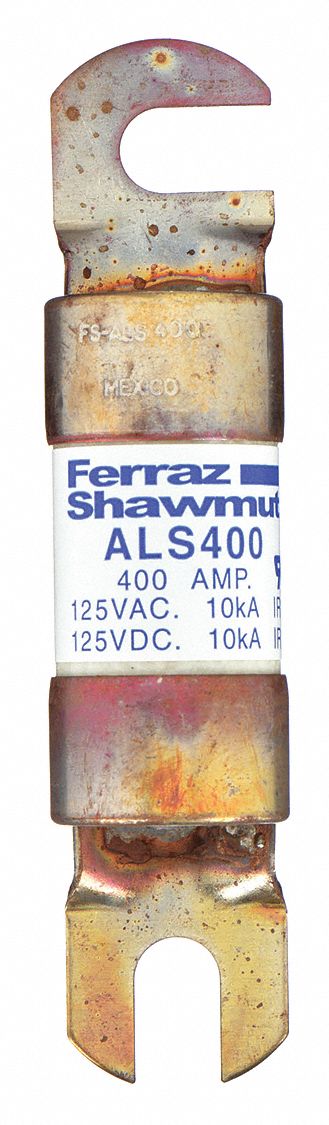 FS-ALS 400
MEXICO
Ferraz
Shawmut
ALS400
400 AMP.
125VAC. 10kA IR
125VDC. 10kA IR